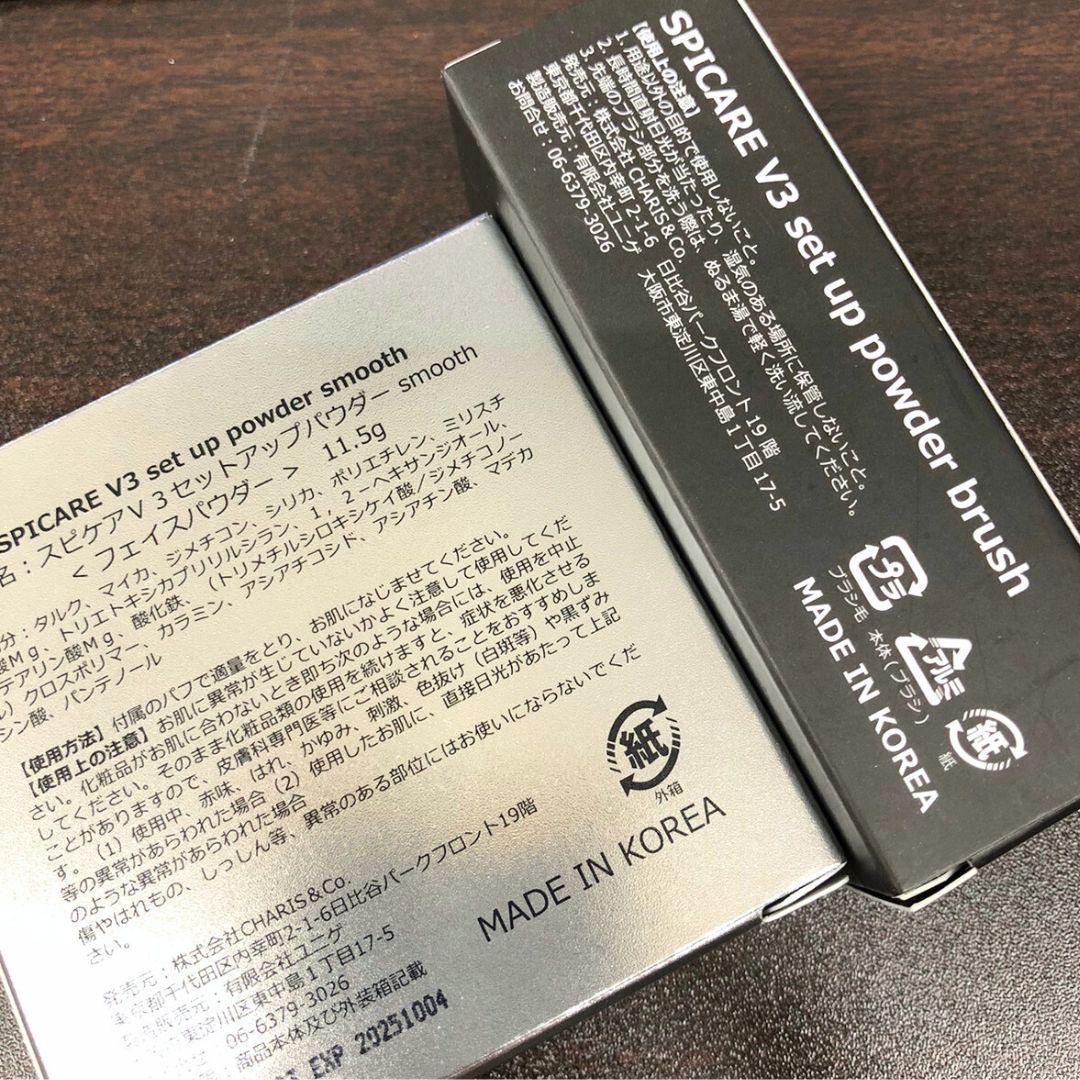 SPICARE V3 set up powder brush
【使用上の注意】
1. 用途以外の目的で使用しないこと。
2. 長時間直射日光が当たったり、湿気のある場所に保管しないこと。
3. 先端のブラシ部分を洗う際は、ぬるま湯で軽く洗い流してください。
発売元：株式会社 CHARIS&Co.
東京都千代田区内幸町 2-1-6 日比谷パークフロント 19 階
製造販売元：有限会社ユニゲ 大阪市東淀川区東中島１丁目 17-5
お問合せ：06-6379-3026
プラ
ブラシ毛
アルミ
本体（ブラシ）
紙
紙
MADE IN KOREA
SPICARE V3 set up powder smooth
名：スピケアＶ３セットアップパウダー smooth
＜フェイスパウダー＞ 11.5g
分：タルク、マイカ、ジメチコン、シリカ、ポリエチレン、ミリスチ
酸Ｍｇ、トリエトキシカプリリルシラン、１，２－ヘキサンジオール、
テアリン酸Ｍｇ、酸化鉄、（トリメチルシロキシケイ酸／ジメチコノー
ル）クロスポリマー、カラミン、アシアチコシド、アシアチン酸、マデカ
シン酸、パンテノール
【使用方法】付属のパフで適量をとり、お肌になじませてください。
【使用上の注意】お肌に異常が生じていないかよく注意して使用してくだ
さい。化粧品がお肌に合わないとき即ち次のような場合には、使用を中止
してください。そのまま化粧品類の使用を続けますと、症状を悪化させる
ことがありますので、皮膚科専門医等にご相談されることをおすすめしま
す。（1）使用中、赤味、はれ、かゆみ、刺激、色抜け（白斑等）や黒ずみ
等の異常があらわれた場合（2）使用したお肌に、直接日光があたって上記
のような異常があらわれた場合
傷やはれもの、しっしん等、異常のある部位にはお使いにならないでくだ
さい。
紙
外箱
発売元：株式会社CHARIS&Co.
東京都千代田区内幸町2-1-6日比谷パークフロント19階
販売元：有限会社ユニゲ
東淀川区東中島１丁目17-5
06-6379-3026
商品本体及び外装箱記載
EXP 20251004
MADE IN KOREA